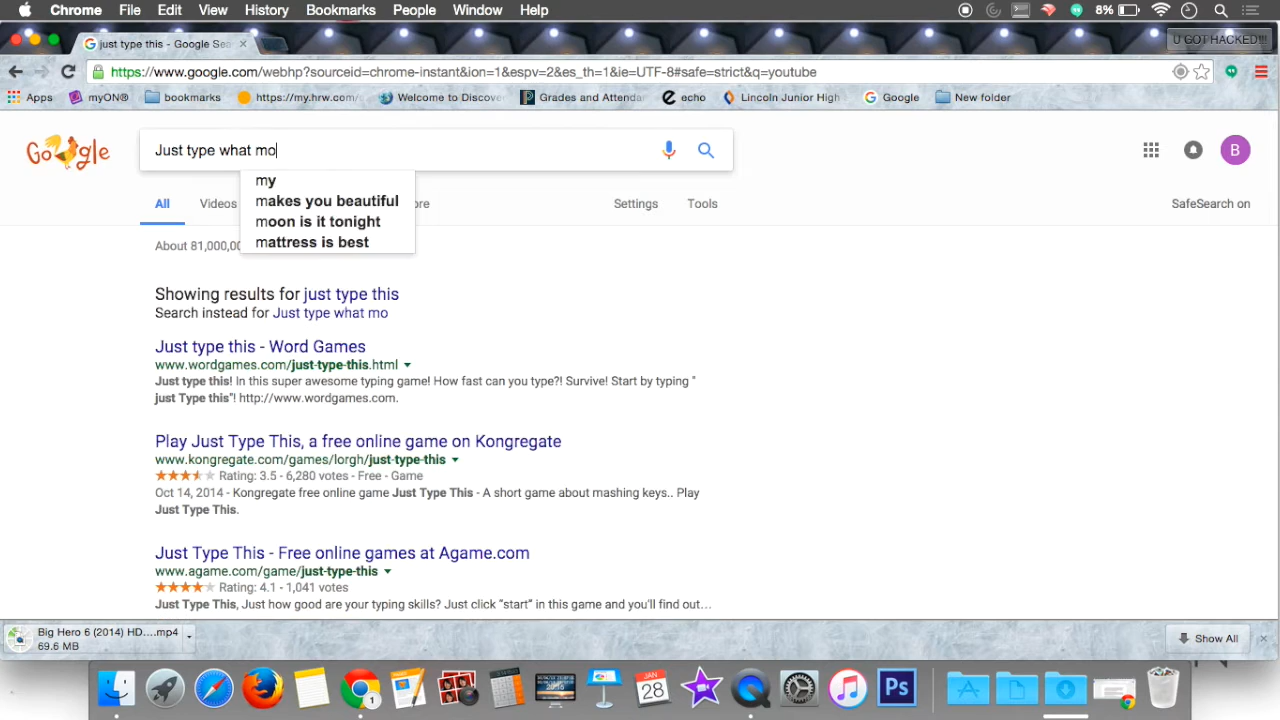 Chrome File Edit View History Bookmarks People Window Help 8%
just type this - Google Sea
U GOT HACKED!!!
https://www.google.com/webhp?sourceid=chrome-instant&ion=1&espv=2&es_th=1&ie=UTF-8#safe=strict&q=youtube
Apps myON® bookmarks https://my.hrw.com/ Welcome to Discove Grades and Attenda echo Lincoln Junior High Google New folder
Google Just type what mo B
my
makes you beautiful
moon is it tonight
mattress is best
All Videos ore Settings Tools SafeSearch on
About 81,000,00
Showing results for just type this
Search instead for Just type what mo
Just type this - Word Games
www.wordgames.com/just-type-this.html
Just type this! In this super awesome typing game! How fast can you type?! Survive! Start by typing "
just Type this"! http://www.wordgames.com.
Play Just Type This, a free online game on Kongregate
www.kongregate.com/games/lorgh/just-type-this
Rating: 3.5 - 6,280 votes - Free - Game
Oct 14, 2014 - Kongregate free online game Just Type This - A short game about mashing keys.. Play
Just Type This.
Just Type This - Free online games at Agame.com
www.agame.com/game/just-type-this
Rating: 4.1 - 1,041 votes
Just Type This, Just how good are your typing skills? Just click "start" in this game and you'll find out...
Big Hero 6 (2014) HD....mp4
69.6 MB
Show All
JAN
28
Ps